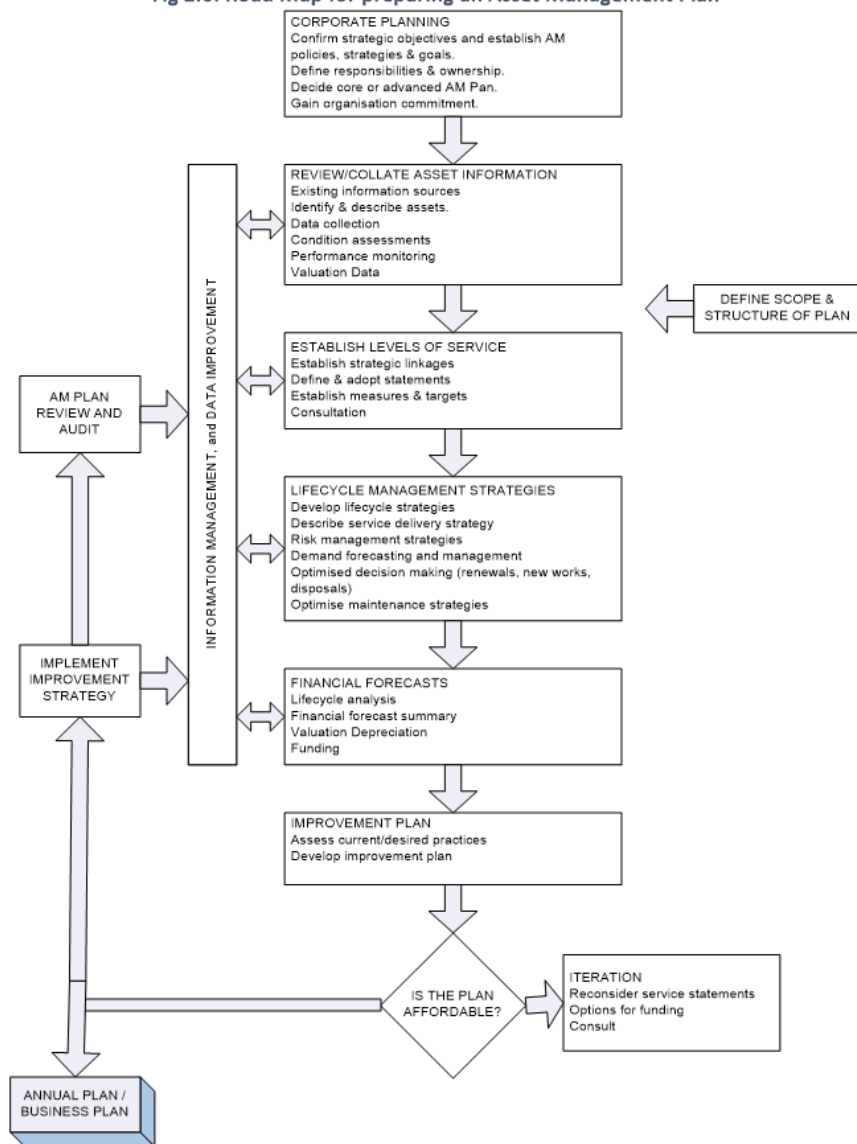 Fig Road Map for preparing an Asset Management Plan
CORPORATE PLANNING
Confirm strategic objectives and establish AM
policies, strategies & goals.
Define responsibilities & ownership.
Decide core or advanced AM Pan.
Gain organisation commitment.
REVIEW/COLLATE ASSET INFORMATION
Existing information sources
Identify & describe assets.
Data collection
Condition assessments
Performance monitoring
Valuation Data
DEFINE SCOPE &
STRUCTURE OF PLAN
INFORMATION MANAGEMENT, and DATA IMPROVEMENT
ESTABLISH LEVELS OF SERVICE
Establish strategic linkages
Define & adopt statements
Establish measures & targets
Consultation
AM PLAN
REVIEW AND
AUDIT
LIFECYCLE MANAGEMENT STRATEGIES
Develop lifecycle strategies
Describe service delivery strategy
Risk management strategies
Demand forecasting and management
Optimised decision making (renewals, new works,
disposals)
Optimise maintenance strategies
IMPLEMENT
IMPROVEMENT
STRATEGY
FINANCIAL FORECASTS
Lifecycle analysis
Financial forecast summary
Valuation Depreciation
Funding
IMPROVEMENT PLAN
Assess current/desired practices
Develop improvement plan
IS THE PLAN
AFFORDABLE?
ITERATION
Reconsider service statements
Options for funding
Consult
ANNUAL PLAN /
BUSINESS PLAN